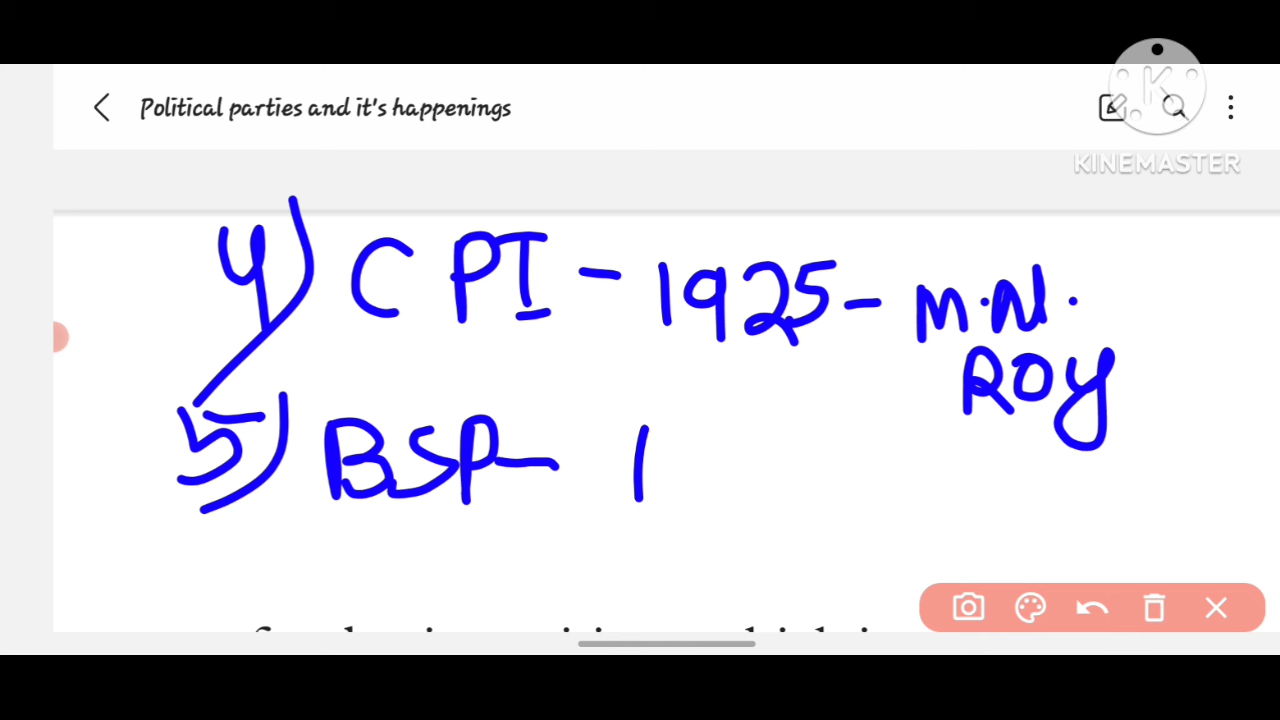 Political parties and it's happenings
KINEMASTER
4) CPI - 1925 - M.N.
ROY
5) BSP - 1